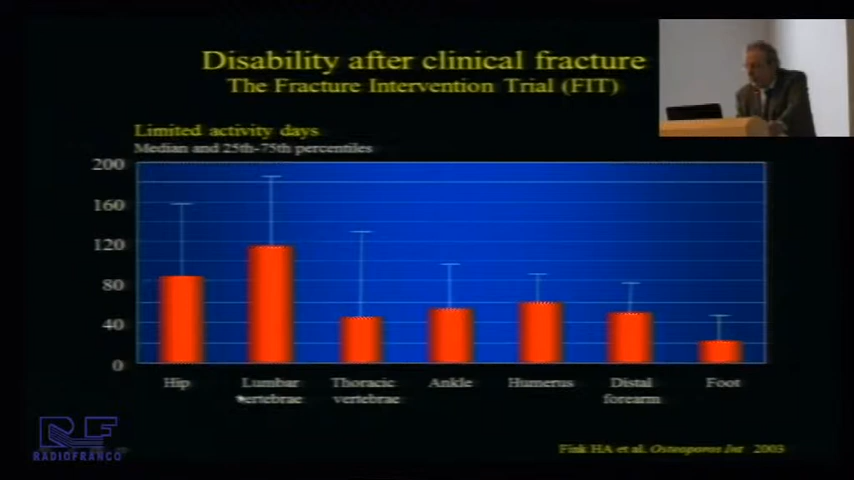 Disability after clinical fracture
The Fracture Intervention Trial (FIT)
Limited activity days
Median and 25th-75th percentiles
200
160
120
80
40
0
Hip
Lumbar
vertebrae
Thoracic
vertebrae
Ankle
Humerus
Distal
forearm
Foot
RF
RADIOFRANCO
Fink HA et al. Osteoporos Int 2003